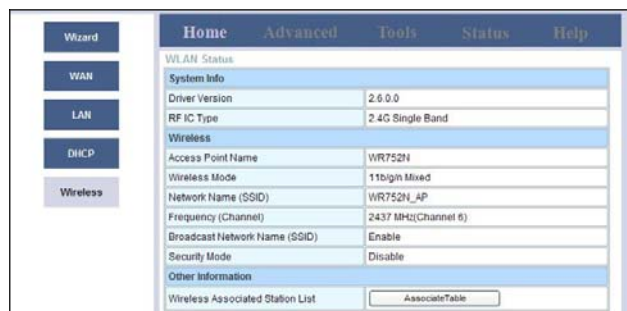 Wizard
WAN
LAN
DHCP
Wireless
Home Advanced Tools Status Help
WLAN Status
System Info
Driver Version 2.6.0.0
RF IC Type 2.4G Single Band
Wireless
Access Point Name WR752N
Wireless Mode 11b/g/n Mixed
Network Name (SSID) WR752N_AP
Frequency (Channel) 2437 MHz(Channel 6)
Broadcast Network Name (SSID) Enable
Security Mode Disable
Other Information
Wireless Associated Station List AssociateTable